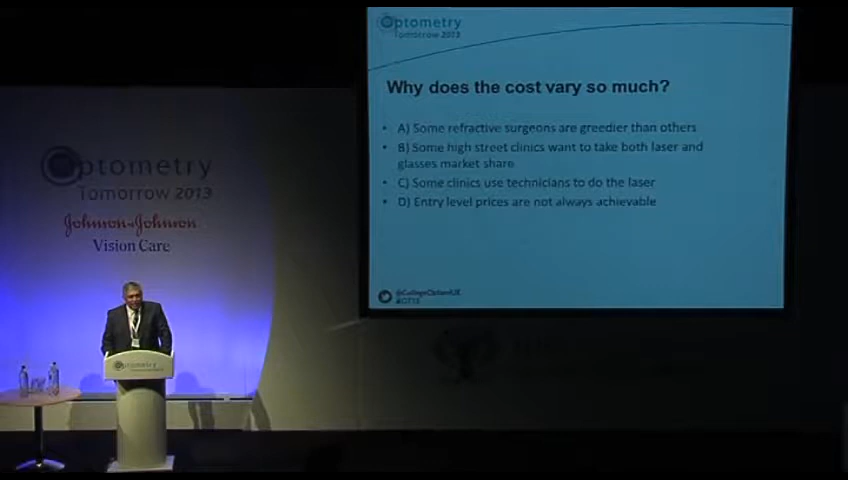 Optometry
Tomorrow 2013
Why does the cost vary so much?
• A) Some refractive surgeons are greedier than others
• B) Some high street clinics want to take both laser and
glasses market share
• C) Some clinics use technicians to do the laser
• D) Entry level prices are not always achievable
@CollegeOptomUK
#OT13
Optometry
Tomorrow 2013
Johnson & Johnson
Vision Care
Optometry